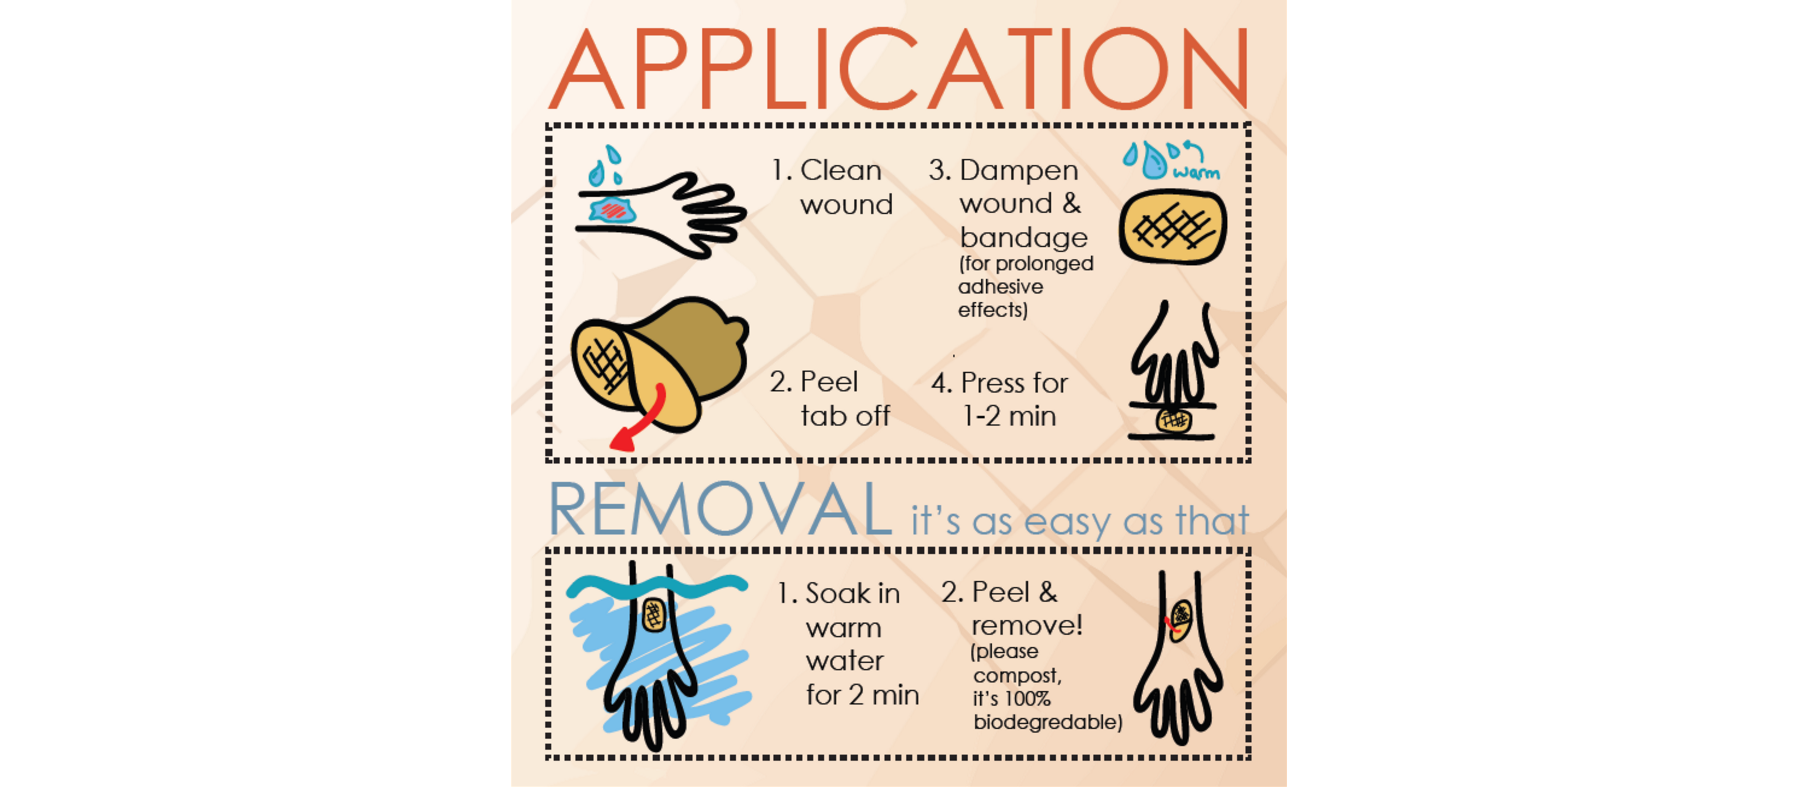 APPLICATION
1. Clean
wound
2. Peel
tab off
3. Dampen
wound &
bandage
(for prolonged
adhesive
effects)
warm
4. Press for
1-2 min
REMOVAL it's as easy as that
1. Soak in
warm
water
for 2 min
2. Peel &
remove!
(please
compost,
it's 100%
biodegredable)